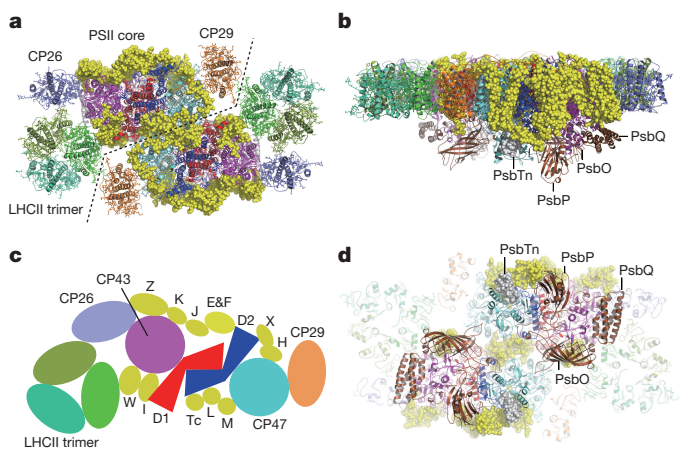 a
PSII core
CP26
CP29
LHCII trimer
b
PsbQ
PsbO
PsbTn
PsbP
c
CP43
Z
K
J
E&F
CP26
D2
X
H
CP29
W
I
D1
Tc
L
M
CP47
LHCII trimer
d
PsbTn
PsbP
PsbQ
PsbO